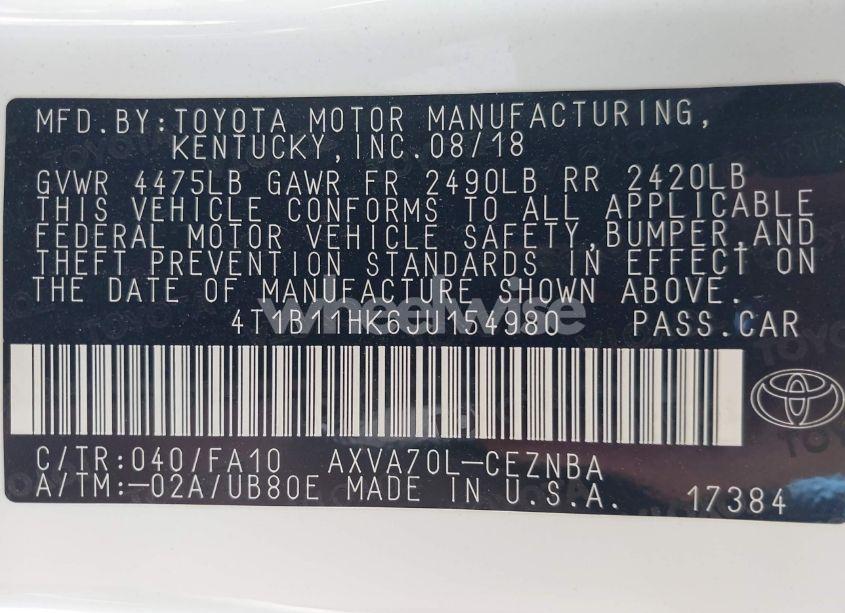 MFD.BY:TOYOTA MOTOR MANUFACTURING,
KENTUCKY,INC.08/18
GVWR 4475LB GAWR FR 2490LB RR 2420LB
THIS VEHICLE CONFORMS TO ALL APPLICABLE
FEDERAL MOTOR VEHICLE SAFETY,BUMPER,AND
THEFT PREVENTION STANDARDS IN EFFECT ON
THE DATE OF MANUFACTURE SHOWN ABOVE.
wheelwise
PASS.CAR
C/TR:040/FA10 AXVA70L-CEZNBA
A/TM:-02A/UB80E MADE IN U.S.A. 17384